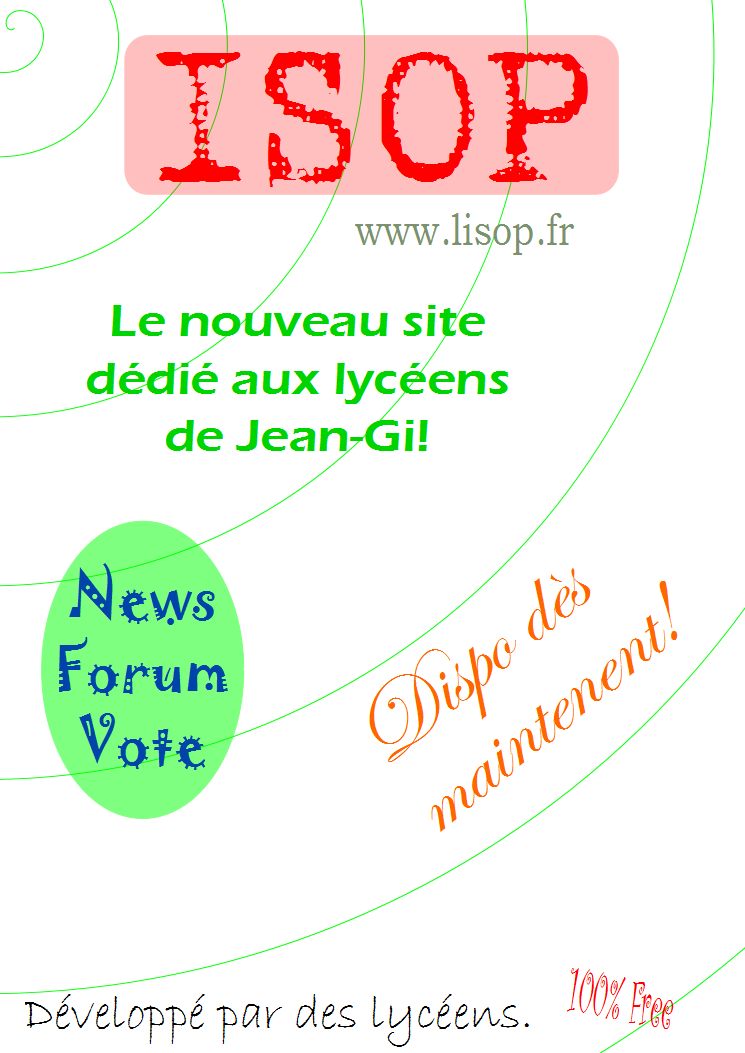 ISOP
www.lisop.fr
Le nouveau site
dédié aux lycéens
de Jean-Gi!
News
Forum
Vote
Dispo dès
maintenent!
Développé par des lycéens.
100% Free